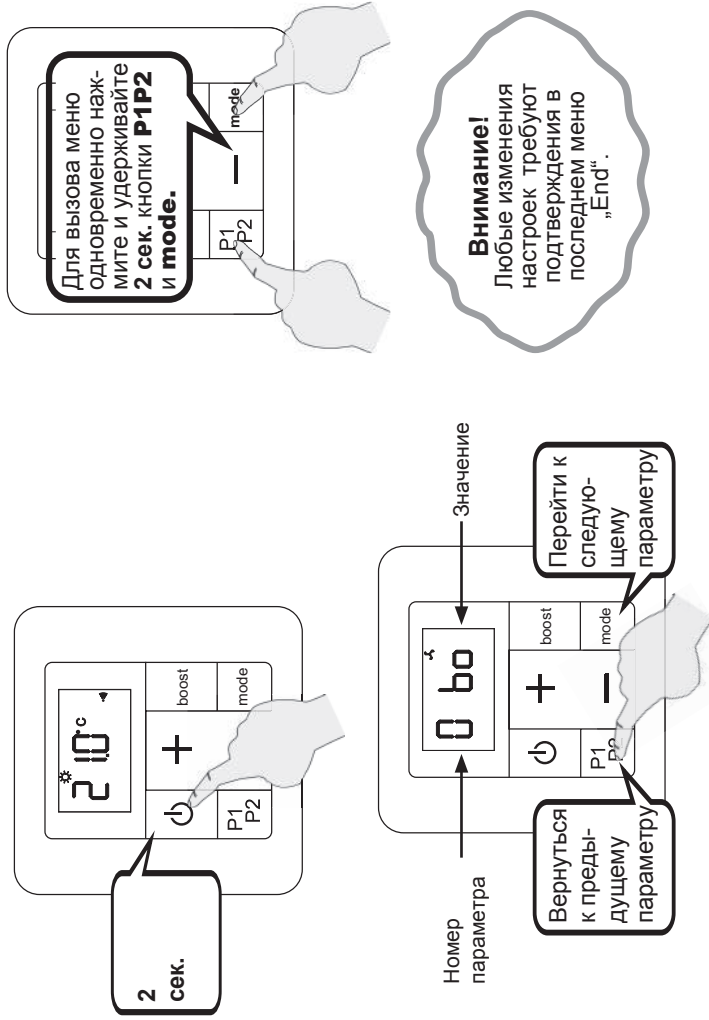 2
сек.
21.0°c
boost
P1
P2
mode
Для вызова меню
одновременно наж-
мите и удерживайте
2 сек. кнопки P1P2
и mode.
P1
P2
mode
Номер
параметра
0 bo
Значение
boost
P1
P2
mode
Вернуться
к преды-
дущему
параметру
Перейти к
следую-
щему
параметру
Внимание!
Любые изменения
настроек требуют
подтверждения в
последнем меню
„End“.